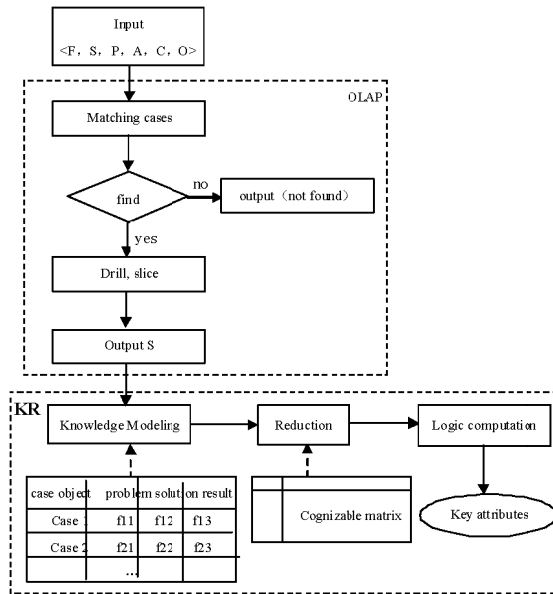 Input
<F, S, P, A, C, O>
OLAP
Matching cases
find
no
output (not found)
yes
Drill, slice
Output S
KR
Knowledge Modeling
Reduction
Logic computation
case object problem solution result
Case 1 f11 f12 f13
Case 2 f21 f22 f23
...
Cognizable matrix
Key attributes